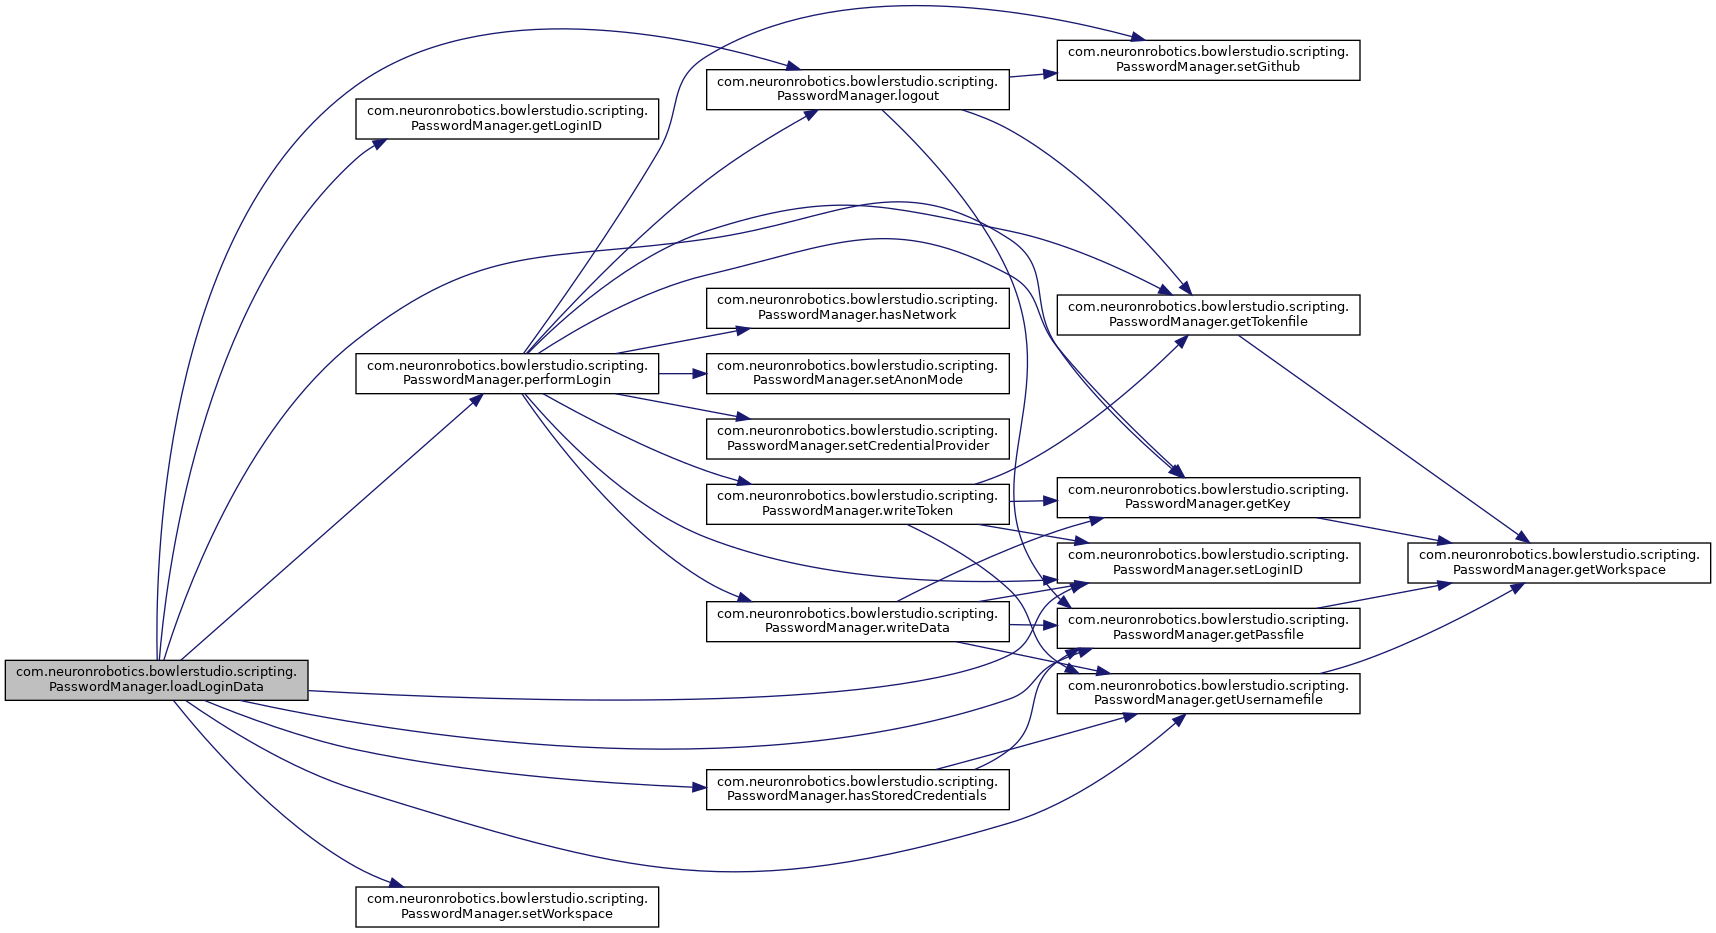 com.neuronrobotics.bowlerstudio.scripting.
PasswordManager.loadLoginData
com.neuronrobotics.bowlerstudio.scripting.
PasswordManager.getLoginID
com.neuronrobotics.bowlerstudio.scripting.
PasswordManager.performLogin
com.neuronrobotics.bowlerstudio.scripting.
PasswordManager.setWorkspace
com.neuronrobotics.bowlerstudio.scripting.
PasswordManager.logout
com.neuronrobotics.bowlerstudio.scripting.
PasswordManager.hasNetwork
com.neuronrobotics.bowlerstudio.scripting.
PasswordManager.setAnonMode
com.neuronrobotics.bowlerstudio.scripting.
PasswordManager.setCredentialProvider
com.neuronrobotics.bowlerstudio.scripting.
PasswordManager.writeToken
com.neuronrobotics.bowlerstudio.scripting.
PasswordManager.writeData
com.neuronrobotics.bowlerstudio.scripting.
PasswordManager.hasStoredCredentials
com.neuronrobotics.bowlerstudio.scripting.
PasswordManager.setGithub
com.neuronrobotics.bowlerstudio.scripting.
PasswordManager.getTokenfile
com.neuronrobotics.bowlerstudio.scripting.
PasswordManager.getKey
com.neuronrobotics.bowlerstudio.scripting.
PasswordManager.setLoginID
com.neuronrobotics.bowlerstudio.scripting.
PasswordManager.getPassfile
com.neuronrobotics.bowlerstudio.scripting.
PasswordManager.getUsernamefile
com.neuronrobotics.bowlerstudio.scripting.
PasswordManager.getWorkspace